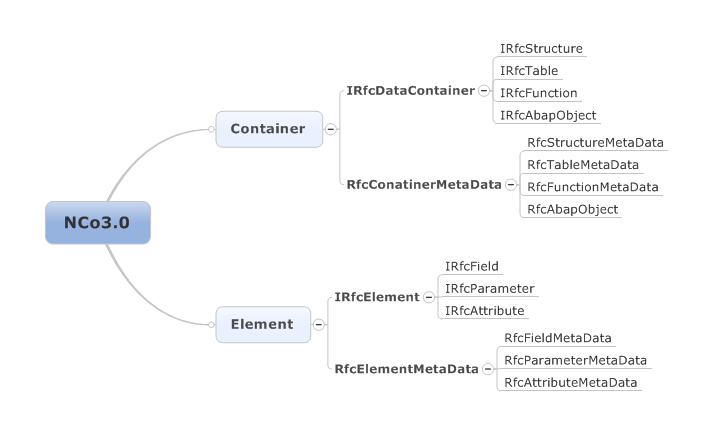 NCo3.0
Container
IRfcDataContainer
IRfcStructure
IRfcTable
IRfcFunction
IRfcAbapObject
RfcConatinerMetaData
RfcStructureMetaData
RfcTableMetaData
RfcFunctionMetaData
RfcAbapObject
Element
IRfcElement
IRfcField
IRfcParameter
IRfcAttribute
RfcElementMetaData
RfcFieldMetaData
RfcParameterMetaData
RfcAttributeMetaData